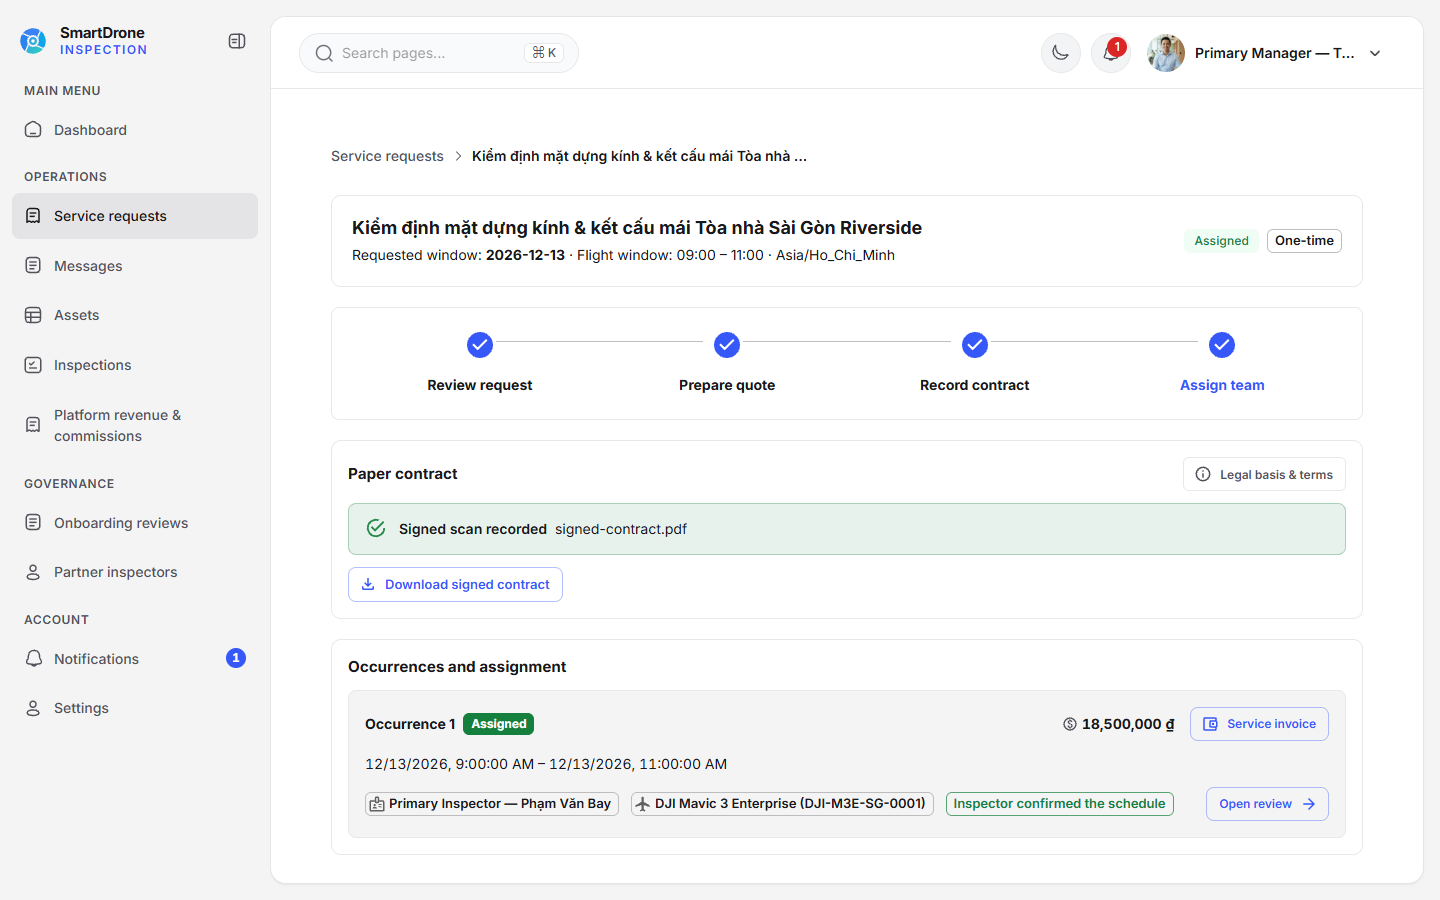 SmartDrone
INSPECTION
MAIN MENU
Dashboard
OPERATIONS
Service requests
Messages
Assets
Inspections
Platform revenue &
commissions
GOVERNANCE
Onboarding reviews
Partner inspectors
ACCOUNT
Notifications 1
Settings
Search pages... ⌘ K
1
Primary Manager — T...
Service requests > Kiểm định mặt dựng kính & kết cấu mái Tòa nhà ...
Kiểm định mặt dựng kính & kết cấu mái Tòa nhà Sài Gòn Riverside
Requested window: 2026-12-13 · Flight window: 09:00 – 11:00 · Asia/Ho_Chi_Minh
Assigned One-time
Review request Prepare quote Record contract Assign team
Paper contract
Legal basis & terms
Signed scan recorded signed-contract.pdf
Download signed contract
Occurrences and assignment
Occurrence 1 Assigned
18,500,000 ₫ Service invoice
12/13/2026, 9:00:00 AM – 12/13/2026, 11:00:00 AM
Primary Inspector — Phạm Văn Bay DJI Mavic 3 Enterprise (DJI-M3E-SG-0001) Inspector confirmed the schedule Open review